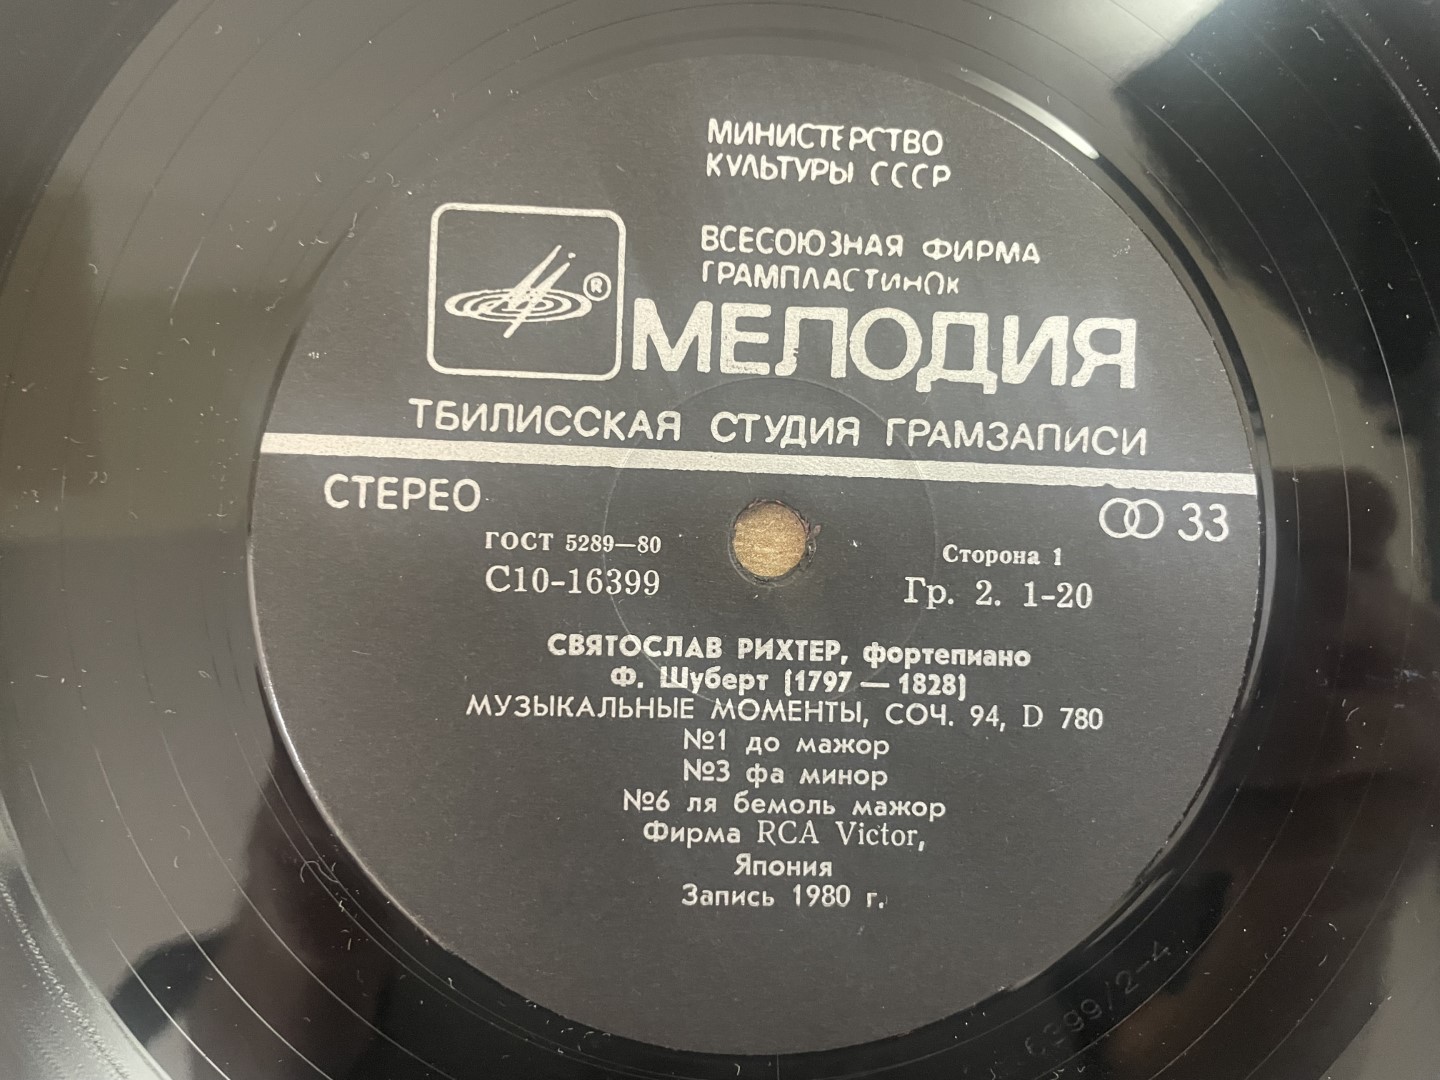 МИНИСТЕРСТВО
КУЛЬТУРЫ СССР
ВСЕСОЮЗНАЯ ФИРМА
ГРАМПЛАСТИНОК
®
МЕЛОДИЯ
ТБИЛИССКАЯ СТУДИЯ ГРАМЗАПИСИ
СТЕРЕО
33
ГОСТ 5289—80
Сторона 1
С10-16399
Гр. 2. 1-20
СВЯТОСЛАВ РИХТЕР, фортепиано
Ф. Шуберт (1797 — 1828)
МУЗЫКАЛЬНЫЕ МОМЕНТЫ, СОЧ. 94, D 780
№1 до мажор
№3 фа минор
№6 ля бемоль мажор
Фирма RCA Victor,
Япония
Запись 1980 г.